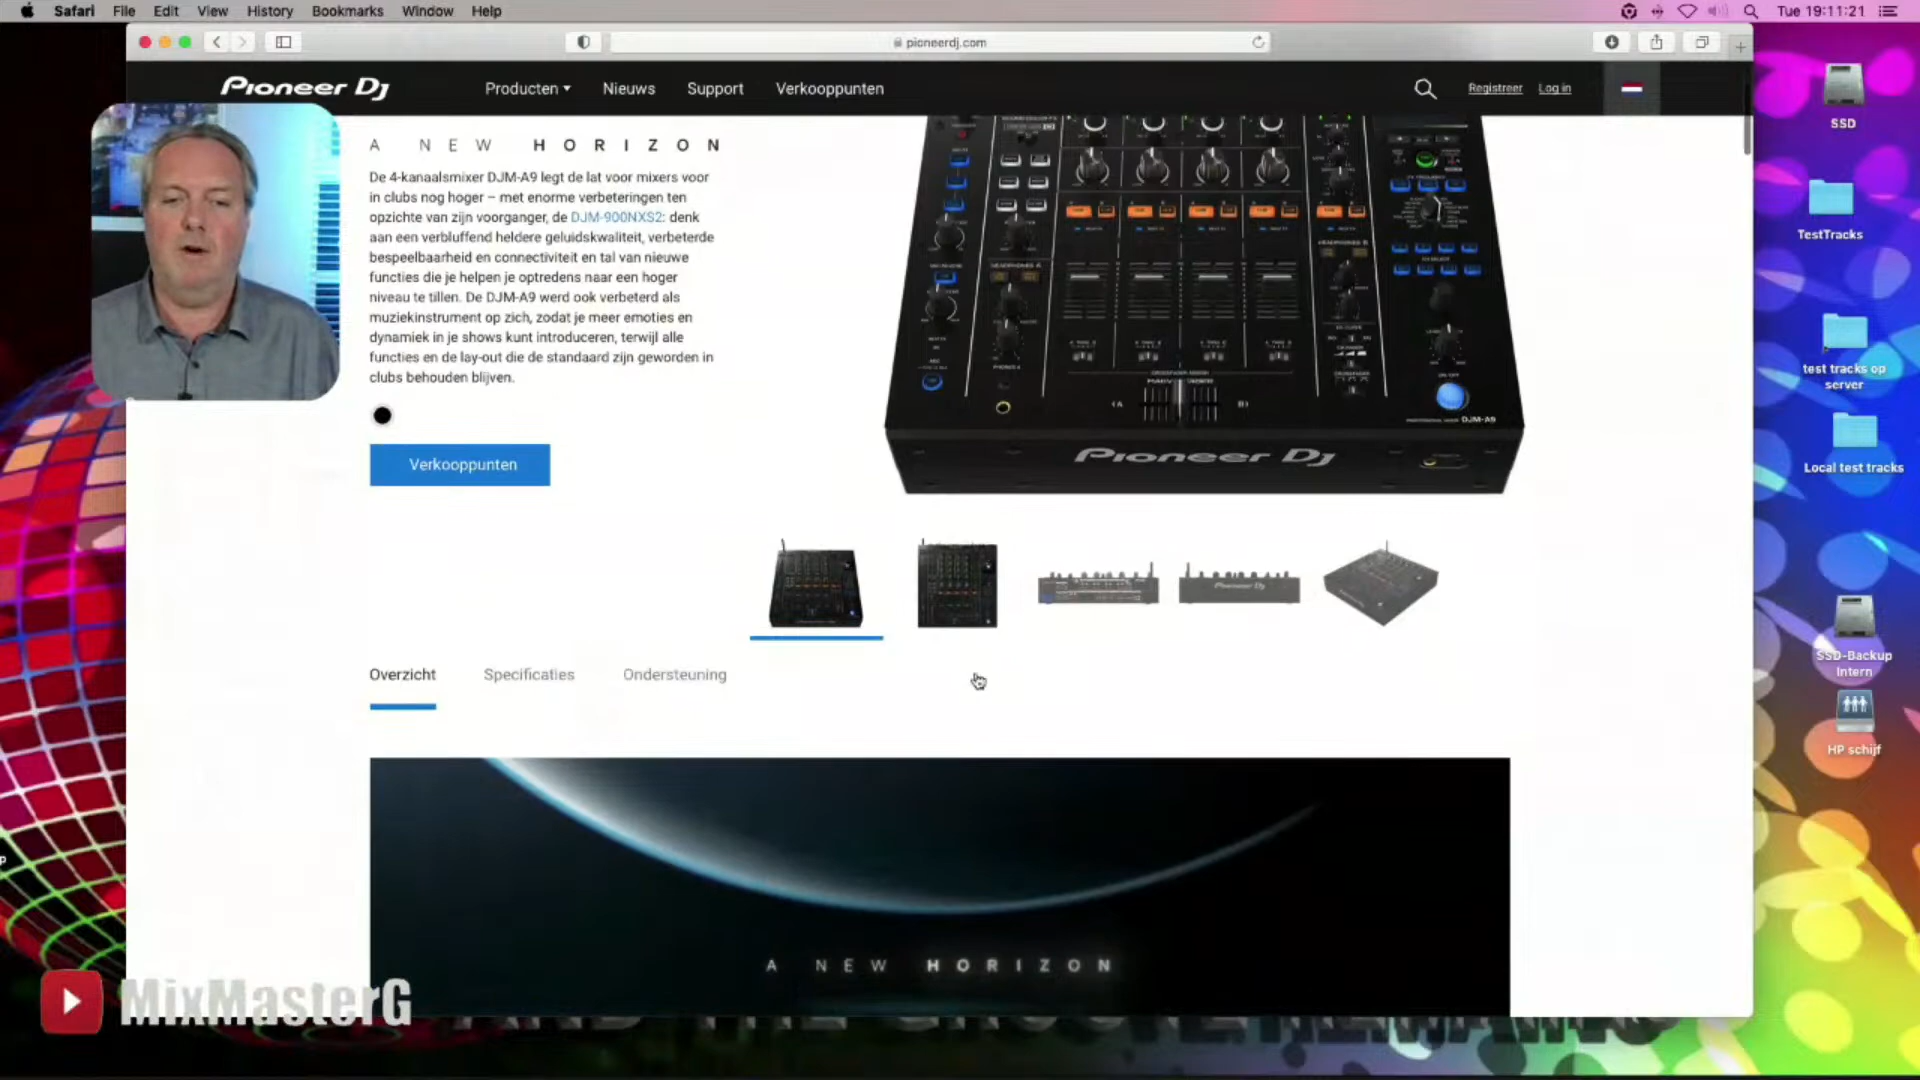 Safari File Edit View History Bookmarks Window Help
Tue 19:11:21
pioneerdj.com
Pioneer Dj
Producten
Nieuws
Support
Verkooppunten
Registreer
Log in
A NEW HORIZON
De 4-kanaalsmixer DJM-A9 legt de lat voor mixers voor
in clubs nog hoger – met enorme verbeteringen ten
opzichte van zijn voorganger, de DJM-900NXS2: denk
aan een verbluffend heldere geluidskwaliteit, verbeterde
bespeelbaarheid en connectiviteit en tal van nieuwe
functies die je helpen je optredens naar een hoger
niveau te tillen. De DJM-A9 werd ook verbeterd als
muziekinstrument op zich, zodat je meer emoties en
dynamiek in je shows kunt introduceren, terwijl alle
functies en de lay-out die de standaard zijn geworden in
clubs behouden blijven.
Verkooppunten
DJM-A9
Pioneer Dj
Overzicht
Specificaties
Ondersteuning
A NEW HORIZON
SSD
TestTracks
test tracks op
server
Local test tracks
SSD-Backup
Intern
HP schijf
MixMasterG